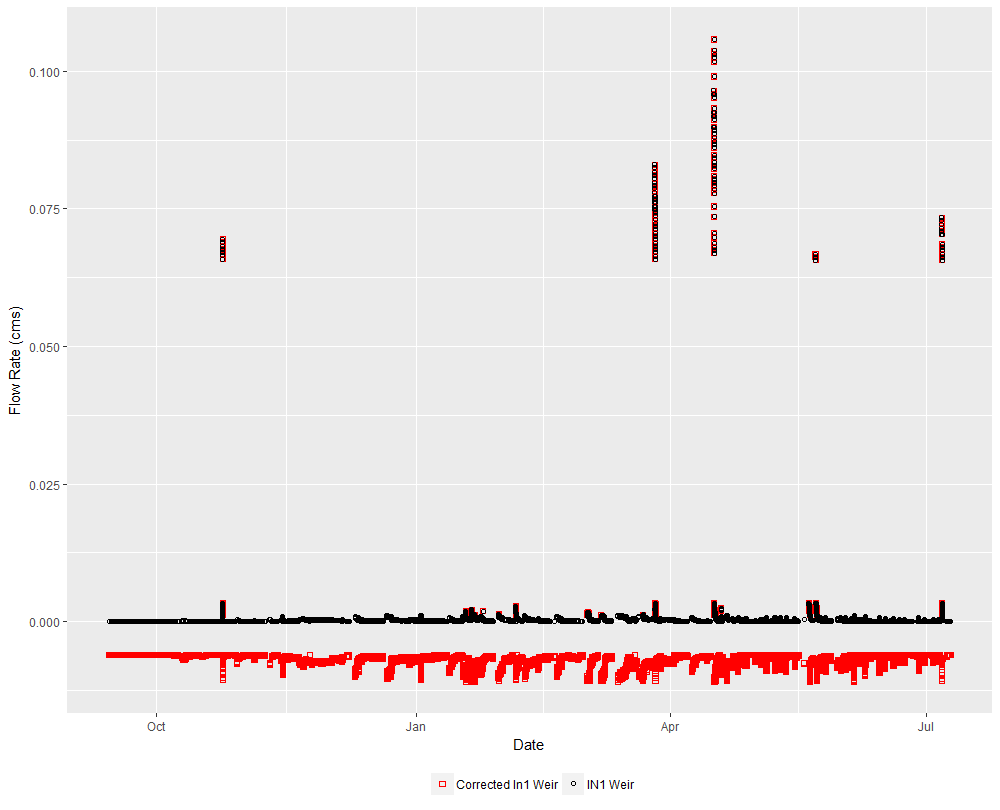 0.100
0.075
0.050
0.025
0.000
Flow Rate (cms)
Oct Jan Apr Jul
Date
Corrected In1 Weir IN1 Weir